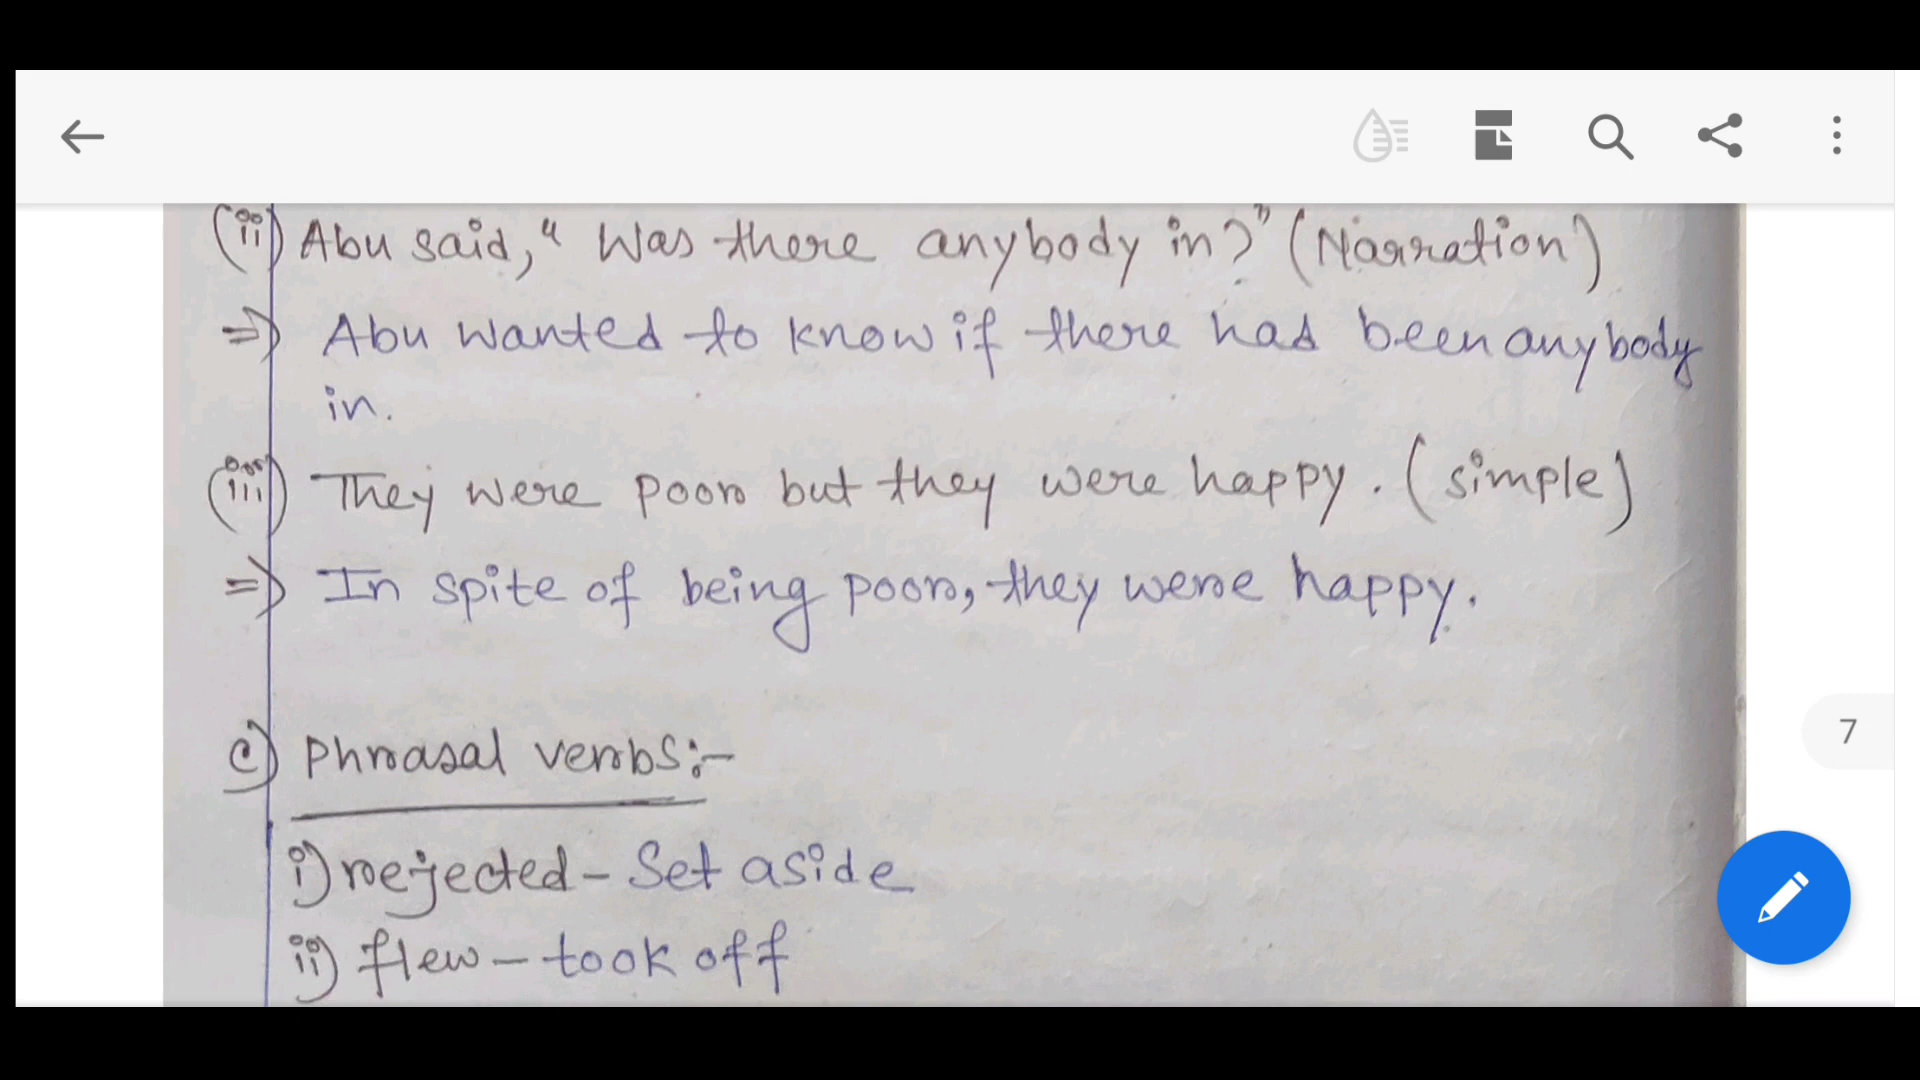 (ii) Abu said, "Was there anybody in?" (Narration)
=> Abu wanted to know if there had been anybody
in.
(iii) They were poor but they were happy. (simple)
=> In spite of being poor, they were happy.
c) Phrasal verbs:-
i) rejected - Set aside
ii) flew - took off
7